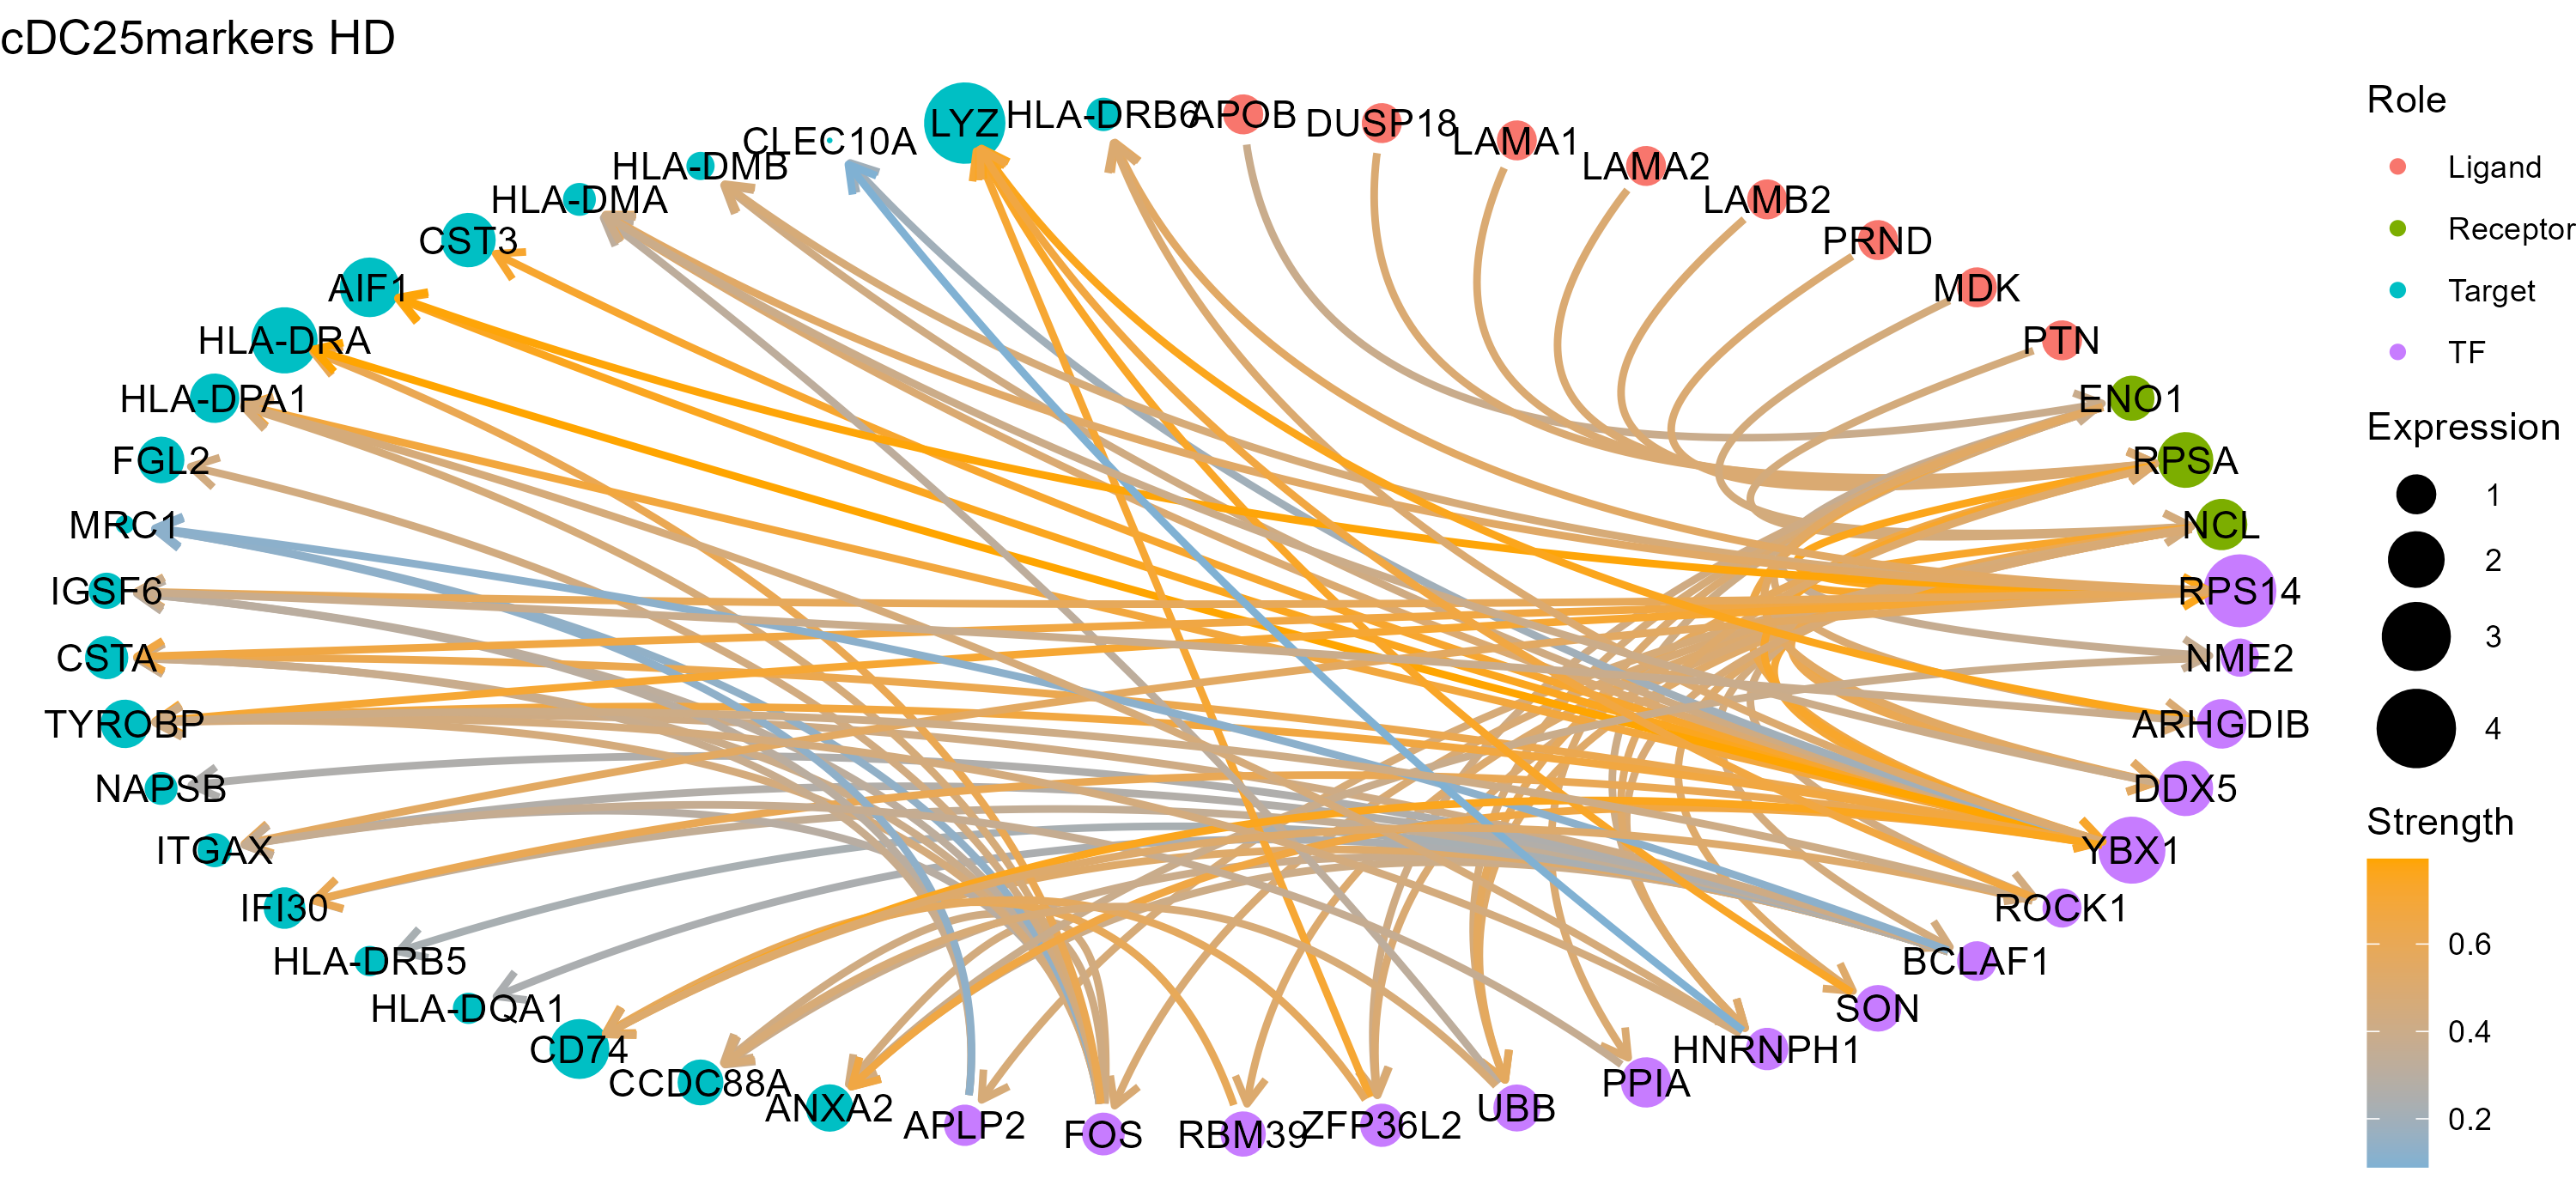 cDC25markers HD
LYZ
HLA-DRB6
APOB
DUSP18
LAMA1
LAMA2
LAMB2
PRND
MDK
PTN
ENO1
RPSA
NCL
RPS14
NME2
ARHGDIB
DDX5
YBX1
ROCK1
BCLAF1
SON
HNRNPH1
PPIA
UBB
ZFP36L2
RBM39
FOS
APLP2
ANXA2
CCDC88A
CD74
HLA-DQA1
HLA-DRB5
IFI30
ITGAX
NAPSB
TYROBP
CSTA
IGSF6
MRC1
FGL2
HLA-DPA1
HLA-DRA
AIF1
CST3
HLA-DMA
HLA-DMB
CLEC10A
Role
Ligand
Receptor
Target
TF
Expression
1
2
3
4
Strength
0.6
0.4
0.2